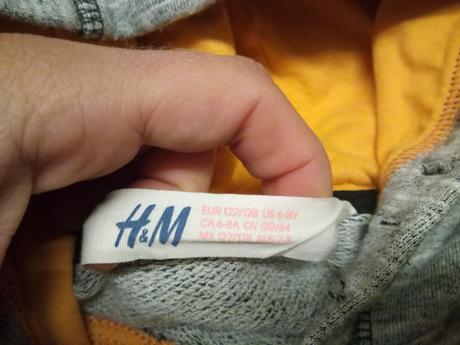 H&M
EUR 122/128 US 6-8Y
CA 6-8A CN 130/64
MX 122/128 AUS 7-8